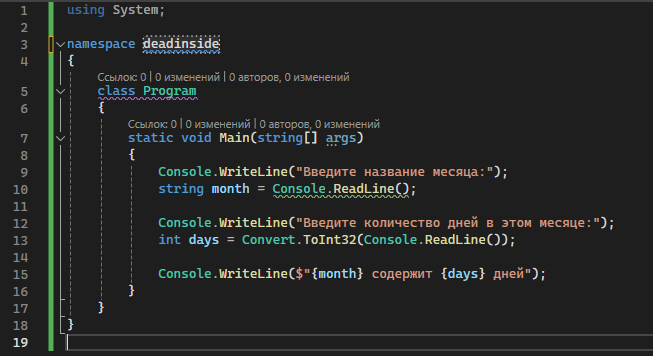 1 using System;
2
3 namespace deadinside
4 {
Ссылок: 0 | 0 изменений | 0 авторов, 0 изменений
5 class Program
6 {
Ссылок: 0 | 0 изменений | 0 авторов, 0 изменений
7 static void Main(string[] args)
8 {
9 Console.WriteLine("Введите название месяца:");
10 string month = Console.ReadLine();
11
12 Console.WriteLine("Введите количество дней в этом месяце:");
13 int days = Convert.ToInt32(Console.ReadLine());
14
15 Console.WriteLine($"{month} содержит {days} дней");
16 }
17 }
18 }
19